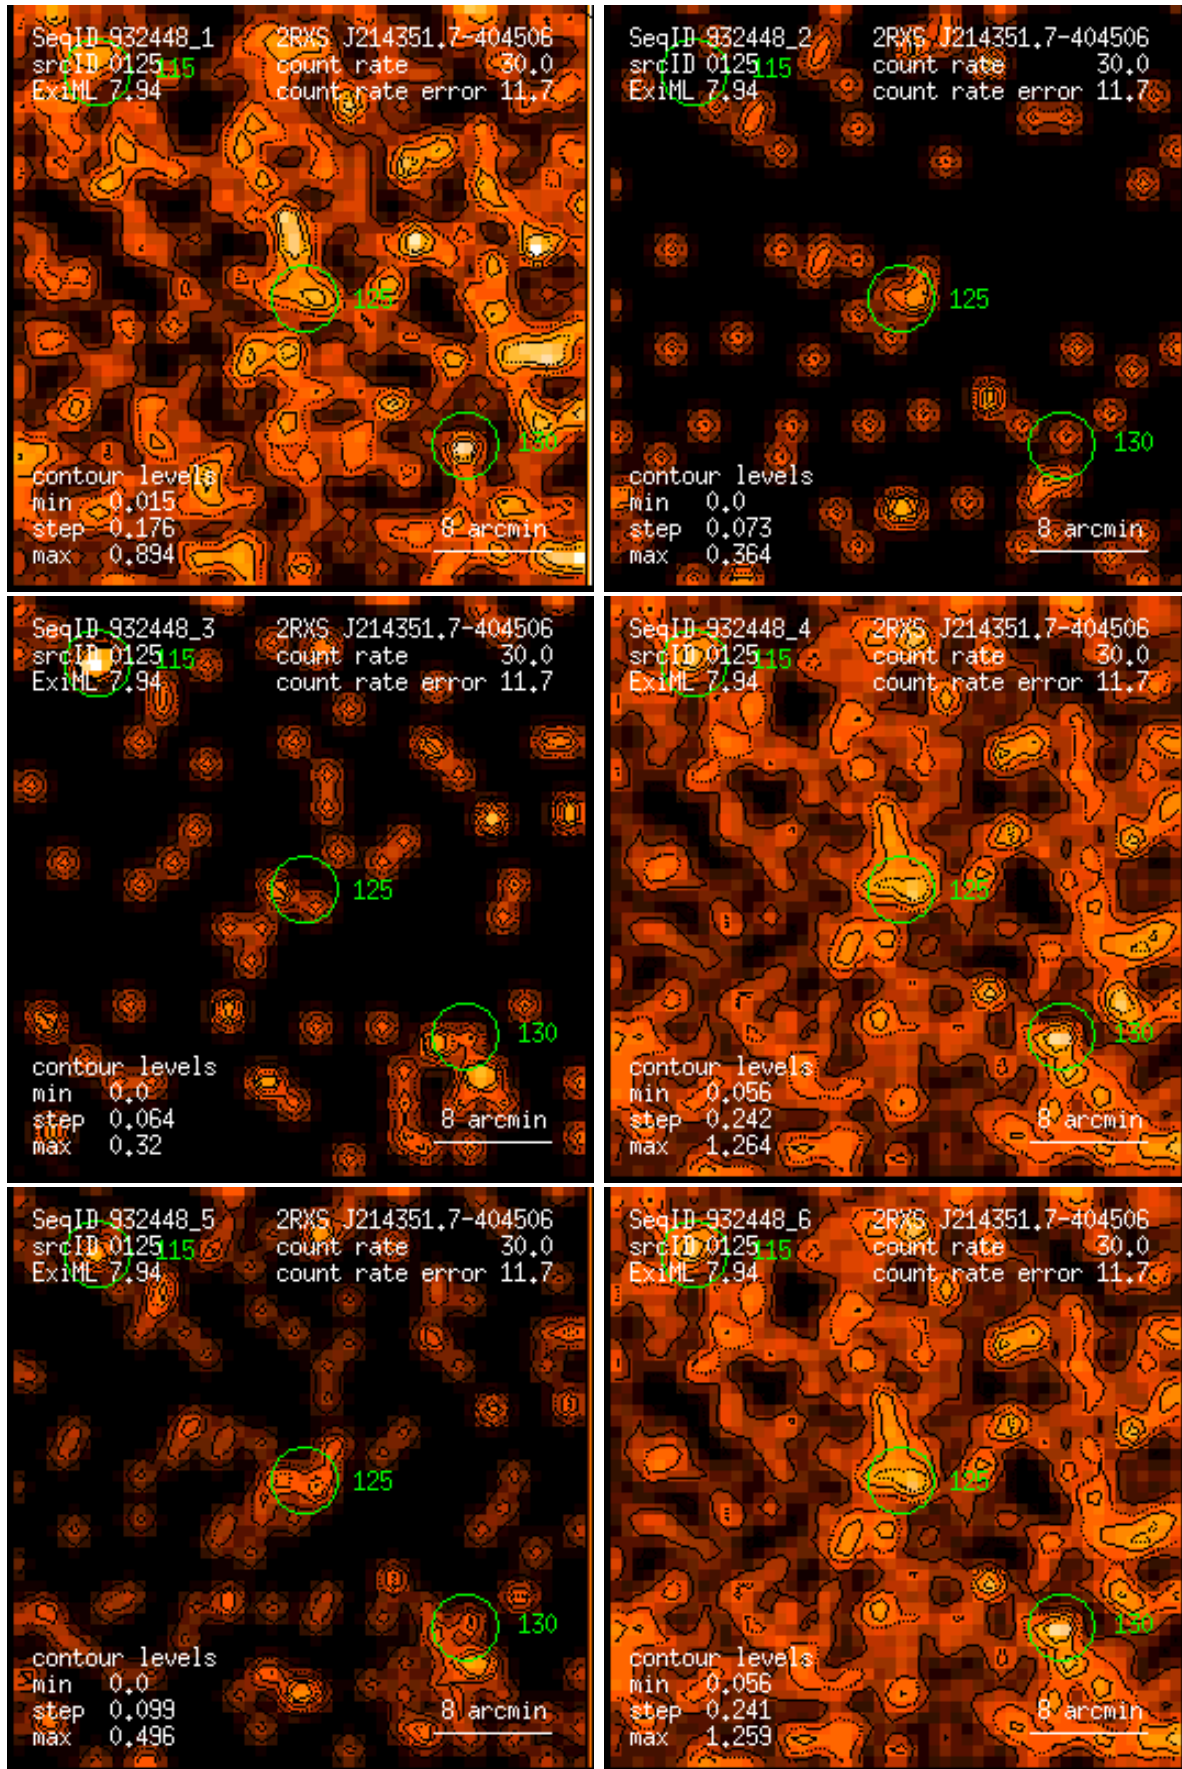 SeqID 932448_1 2RXS J214351.7-404506
srcID 0125 115 count rate 30.0
ExiML 7.94 count rate error 11.7
125
130
contour levels
min 0.015
step 0.176 8 arcmin
max 0.894
SeqID 932448_2 2RXS J214351.7-404506
srcID 0125 115 count rate 30.0
ExiML 7.94 count rate error 11.7
125
130
contour levels
min 0.0
step 0.073 8 arcmin
max 0.364
SeqID 932448_3 2RXS J214351.7-404506
srcID 0125 115 count rate 30.0
ExiML 7.94 count rate error 11.7
125
130
contour levels
min 0.0
step 0.064 8 arcmin
max 0.32
SeqID 932448_4 2RXS J214351.7-404506
srcID 0125 115 count rate 30.0
ExiML 7.94 count rate error 11.7
125
130
contour levels
min 0.056
step 0.242 8 arcmin
max 1.264
SeqID 932448_5 2RXS J214351.7-404506
srcID 0125 115 count rate 30.0
ExiML 7.94 count rate error 11.7
125
130
contour levels
min 0.0
step 0.099 8 arcmin
max 0.496
SeqID 932448_6 2RXS J214351.7-404506
srcID 0125 115 count rate 30.0
ExiML 7.94 count rate error 11.7
125
130
contour levels
min 0.056
step 0.241 8 arcmin
max 1.259